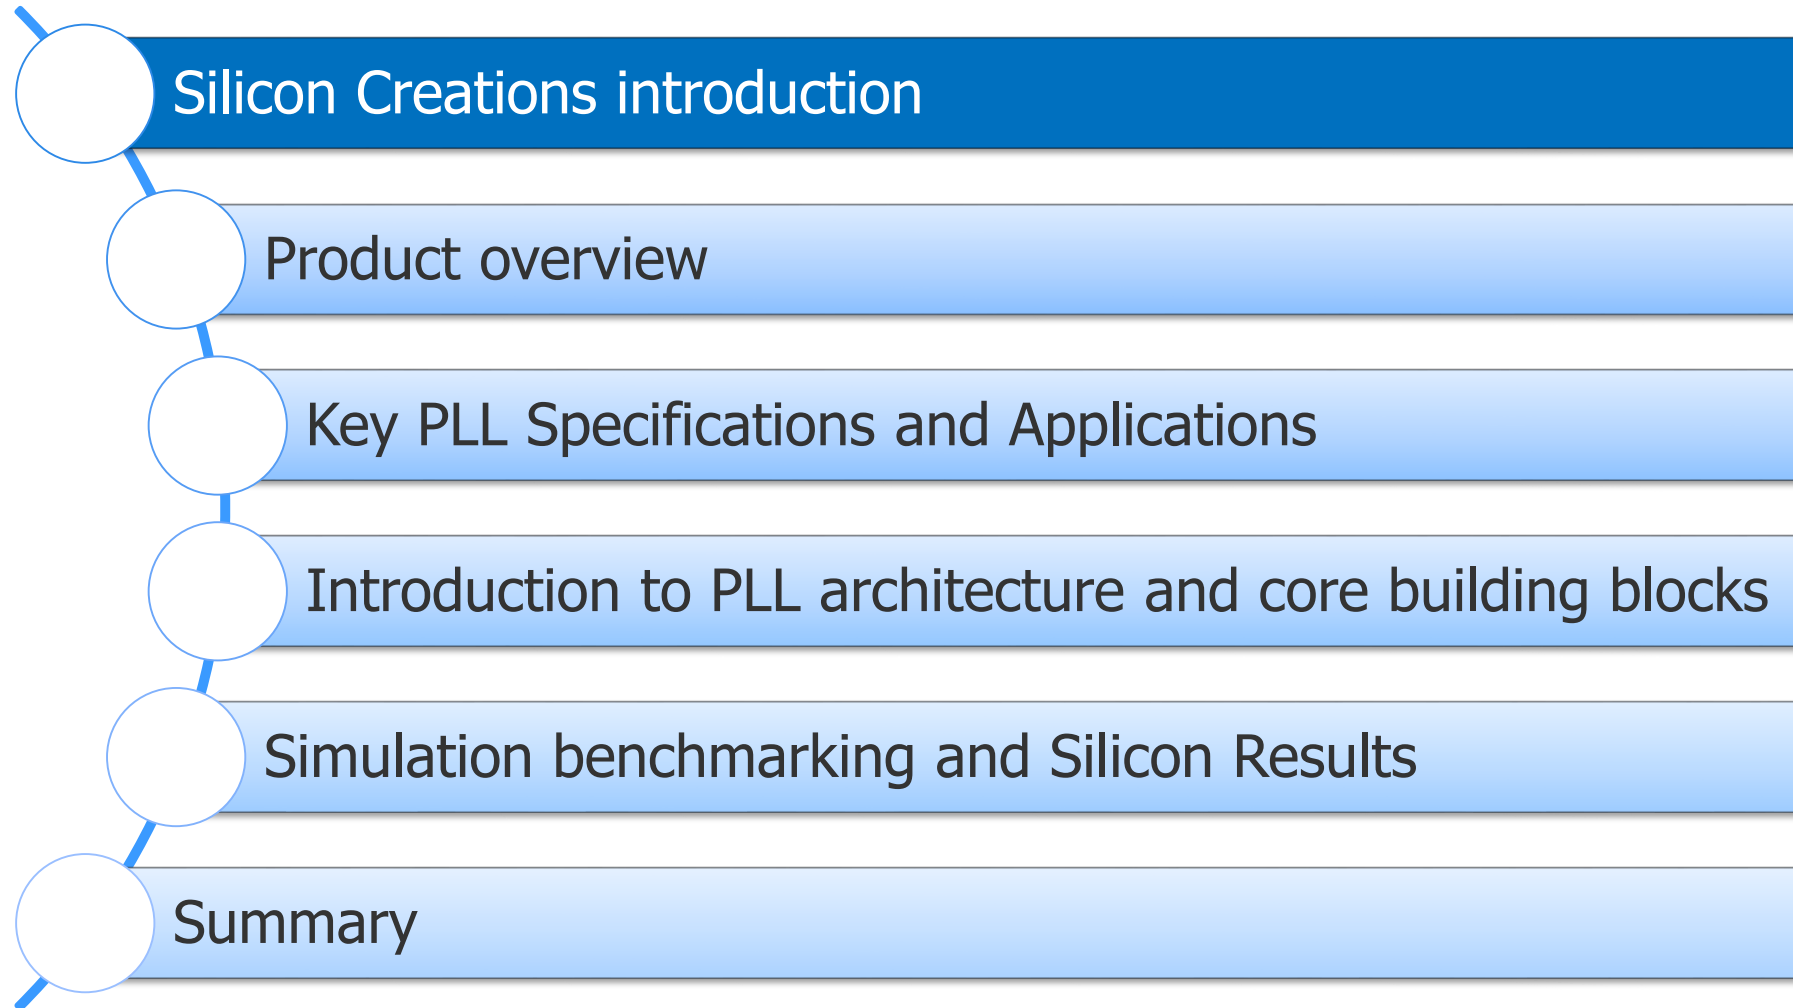 Silicon Creations introduction
Product overview
Key PLL Specifications and Applications
Introduction to PLL architecture and core building blocks
Simulation benchmarking and Silicon Results
Summary